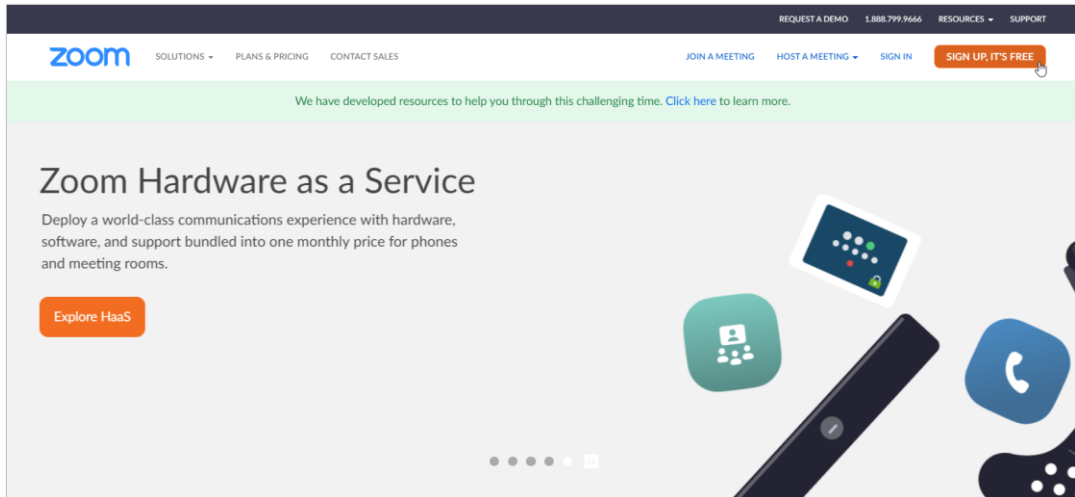 REQUEST A DEMO 1.888.799.9666 RESOURCES SUPPORT
zoom SOLUTIONS PLANS & PRICING CONTACT SALES JOIN A MEETING HOST A MEETING SIGN IN SIGN UP, IT'S FREE
We have developed resources to help you through this challenging time. Click here to learn more.
Zoom Hardware as a Service
Deploy a world-class communications experience with hardware,
software, and support bundled into one monthly price for phones
and meeting rooms.
Explore HaaS